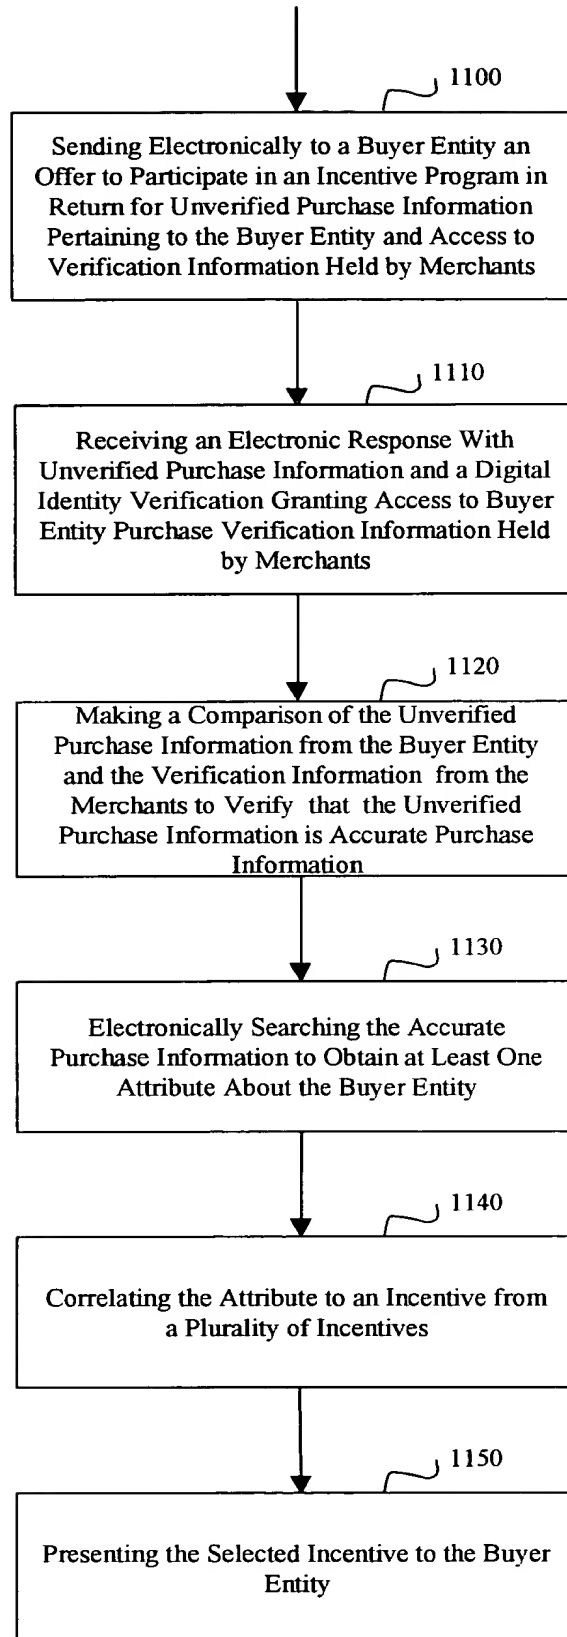 1100
Sending Electronically to a Buyer Entity an
Offer to Participate in an Incentive Program in
Return for Unverified Purchase Information
Pertaining to the Buyer Entity and Access to
Verification Information Held by Merchants
1110
Receiving an Electronic Response With
Unverified Purchase Information and a Digital
Identity Verification Granting Access to Buyer
Entity Purchase Verification Information Held
by Merchants
1120
Making a Comparison of the Unverified
Purchase Information from the Buyer Entity
and the Verification Information from the
Merchants to Verify that the Unverified
Purchase Information is Accurate Purchase
Information
1130
Electronically Searching the Accurate
Purchase Information to Obtain at Least One
Attribute About the Buyer Entity
1140
Correlating the Attribute to an Incentive from
a Plurality of Incentives
1150
Presenting the Selected Incentive to the Buyer
Entity